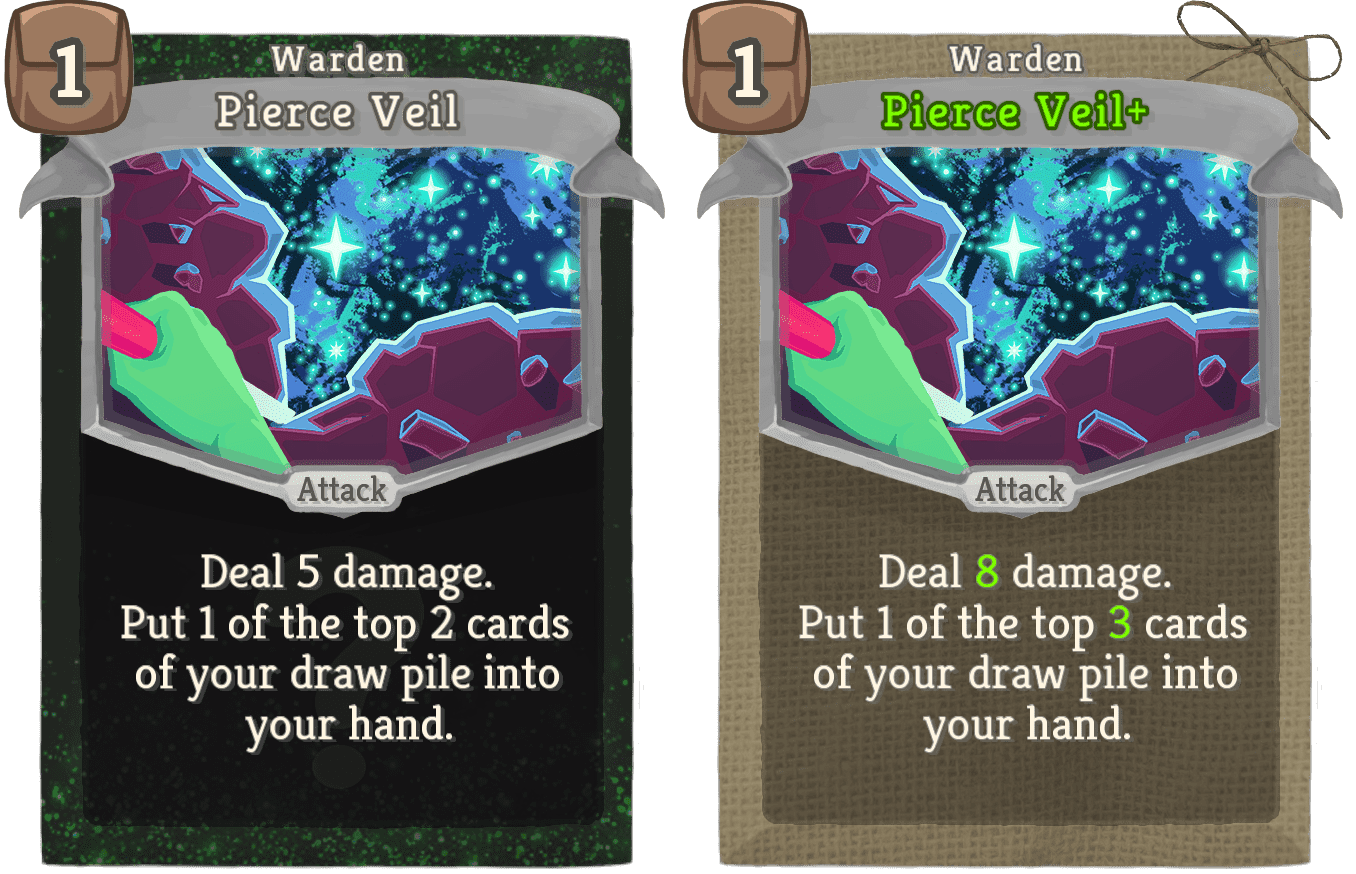 1
Warden
Pierce Veil
Attack
Deal 5 damage.
Put 1 of the top 2 cards
of your draw pile into
your hand.
1
Warden
Pierce Veil+
Attack
Deal 8 damage.
Put 1 of the top 3 cards
of your draw pile into
your hand.